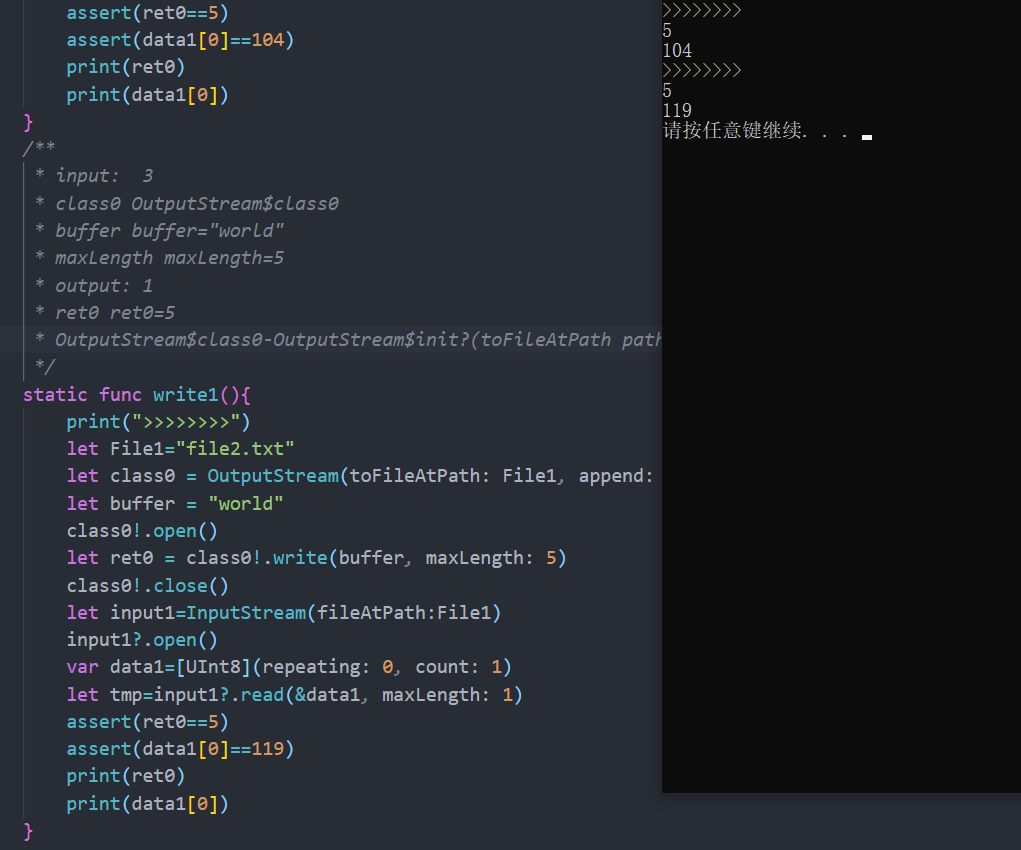 assert(ret0==5)
assert(data1[0]==104)
print(ret0)
print(data1[0])
}
/**
* input:  3
* class0 OutputStream$class0
* buffer buffer="world"
* maxLength maxLength=5
* output: 1
* ret0 ret0=5
* OutputStream$class0-OutputStream$init?(toFileAtPath path
*/
static func write1(){
print(">>>>>>>>")
let File1="file2.txt"
let class0 = OutputStream(toFileAtPath: File1, append:
let buffer = "world"
class0!.open()
let ret0 = class0!.write(buffer, maxLength: 5)
class0!.close()
let input1=InputStream(fileAtPath:File1)
input1?.open()
var data1=[UInt8](repeating: 0, count: 1)
let tmp=input1?.read(&data1, maxLength: 1)
assert(ret0==5)
assert(data1[0]==119)
print(ret0)
print(data1[0])
}
>>>>>>>>
5
104
>>>>>>>>
5
119
请按任意键继续. . .